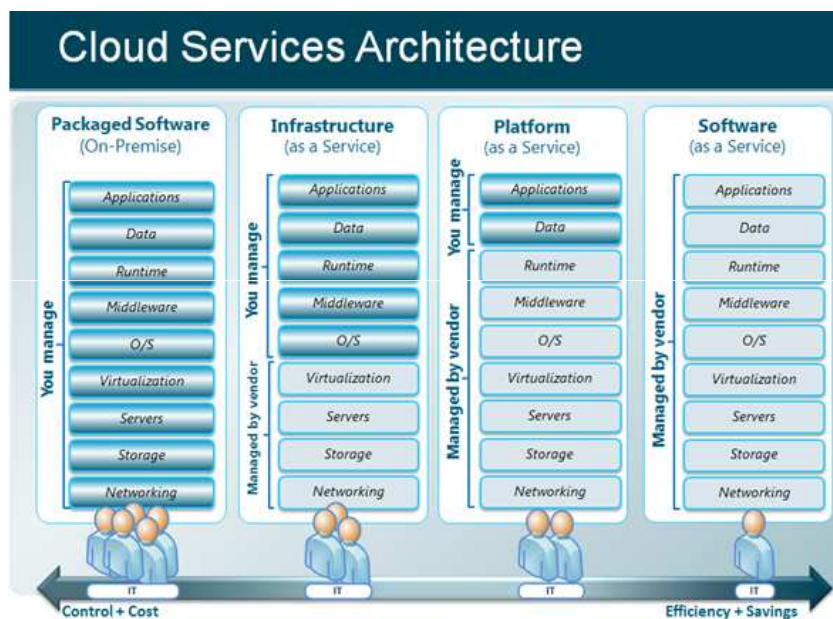 Cloud Services Architecture
Packaged Software
(On-Premise)
You manage
Applications
Data
Runtime
Middleware
O/S
Virtualization
Servers
Storage
Networking
IT
Infrastructure
(as a Service)
You manage
Managed by vendor
Applications
Data
Runtime
Middleware
O/S
Virtualization
Servers
Storage
Networking
IT
Platform
(as a Service)
You manage
Managed by vendor
Applications
Data
Runtime
Middleware
O/S
Virtualization
Servers
Storage
Networking
IT
Software
(as a Service)
Managed by vendor
Applications
Data
Runtime
Middleware
O/S
Virtualization
Servers
Storage
Networking
IT
Control + Cost
Efficiency + Savings